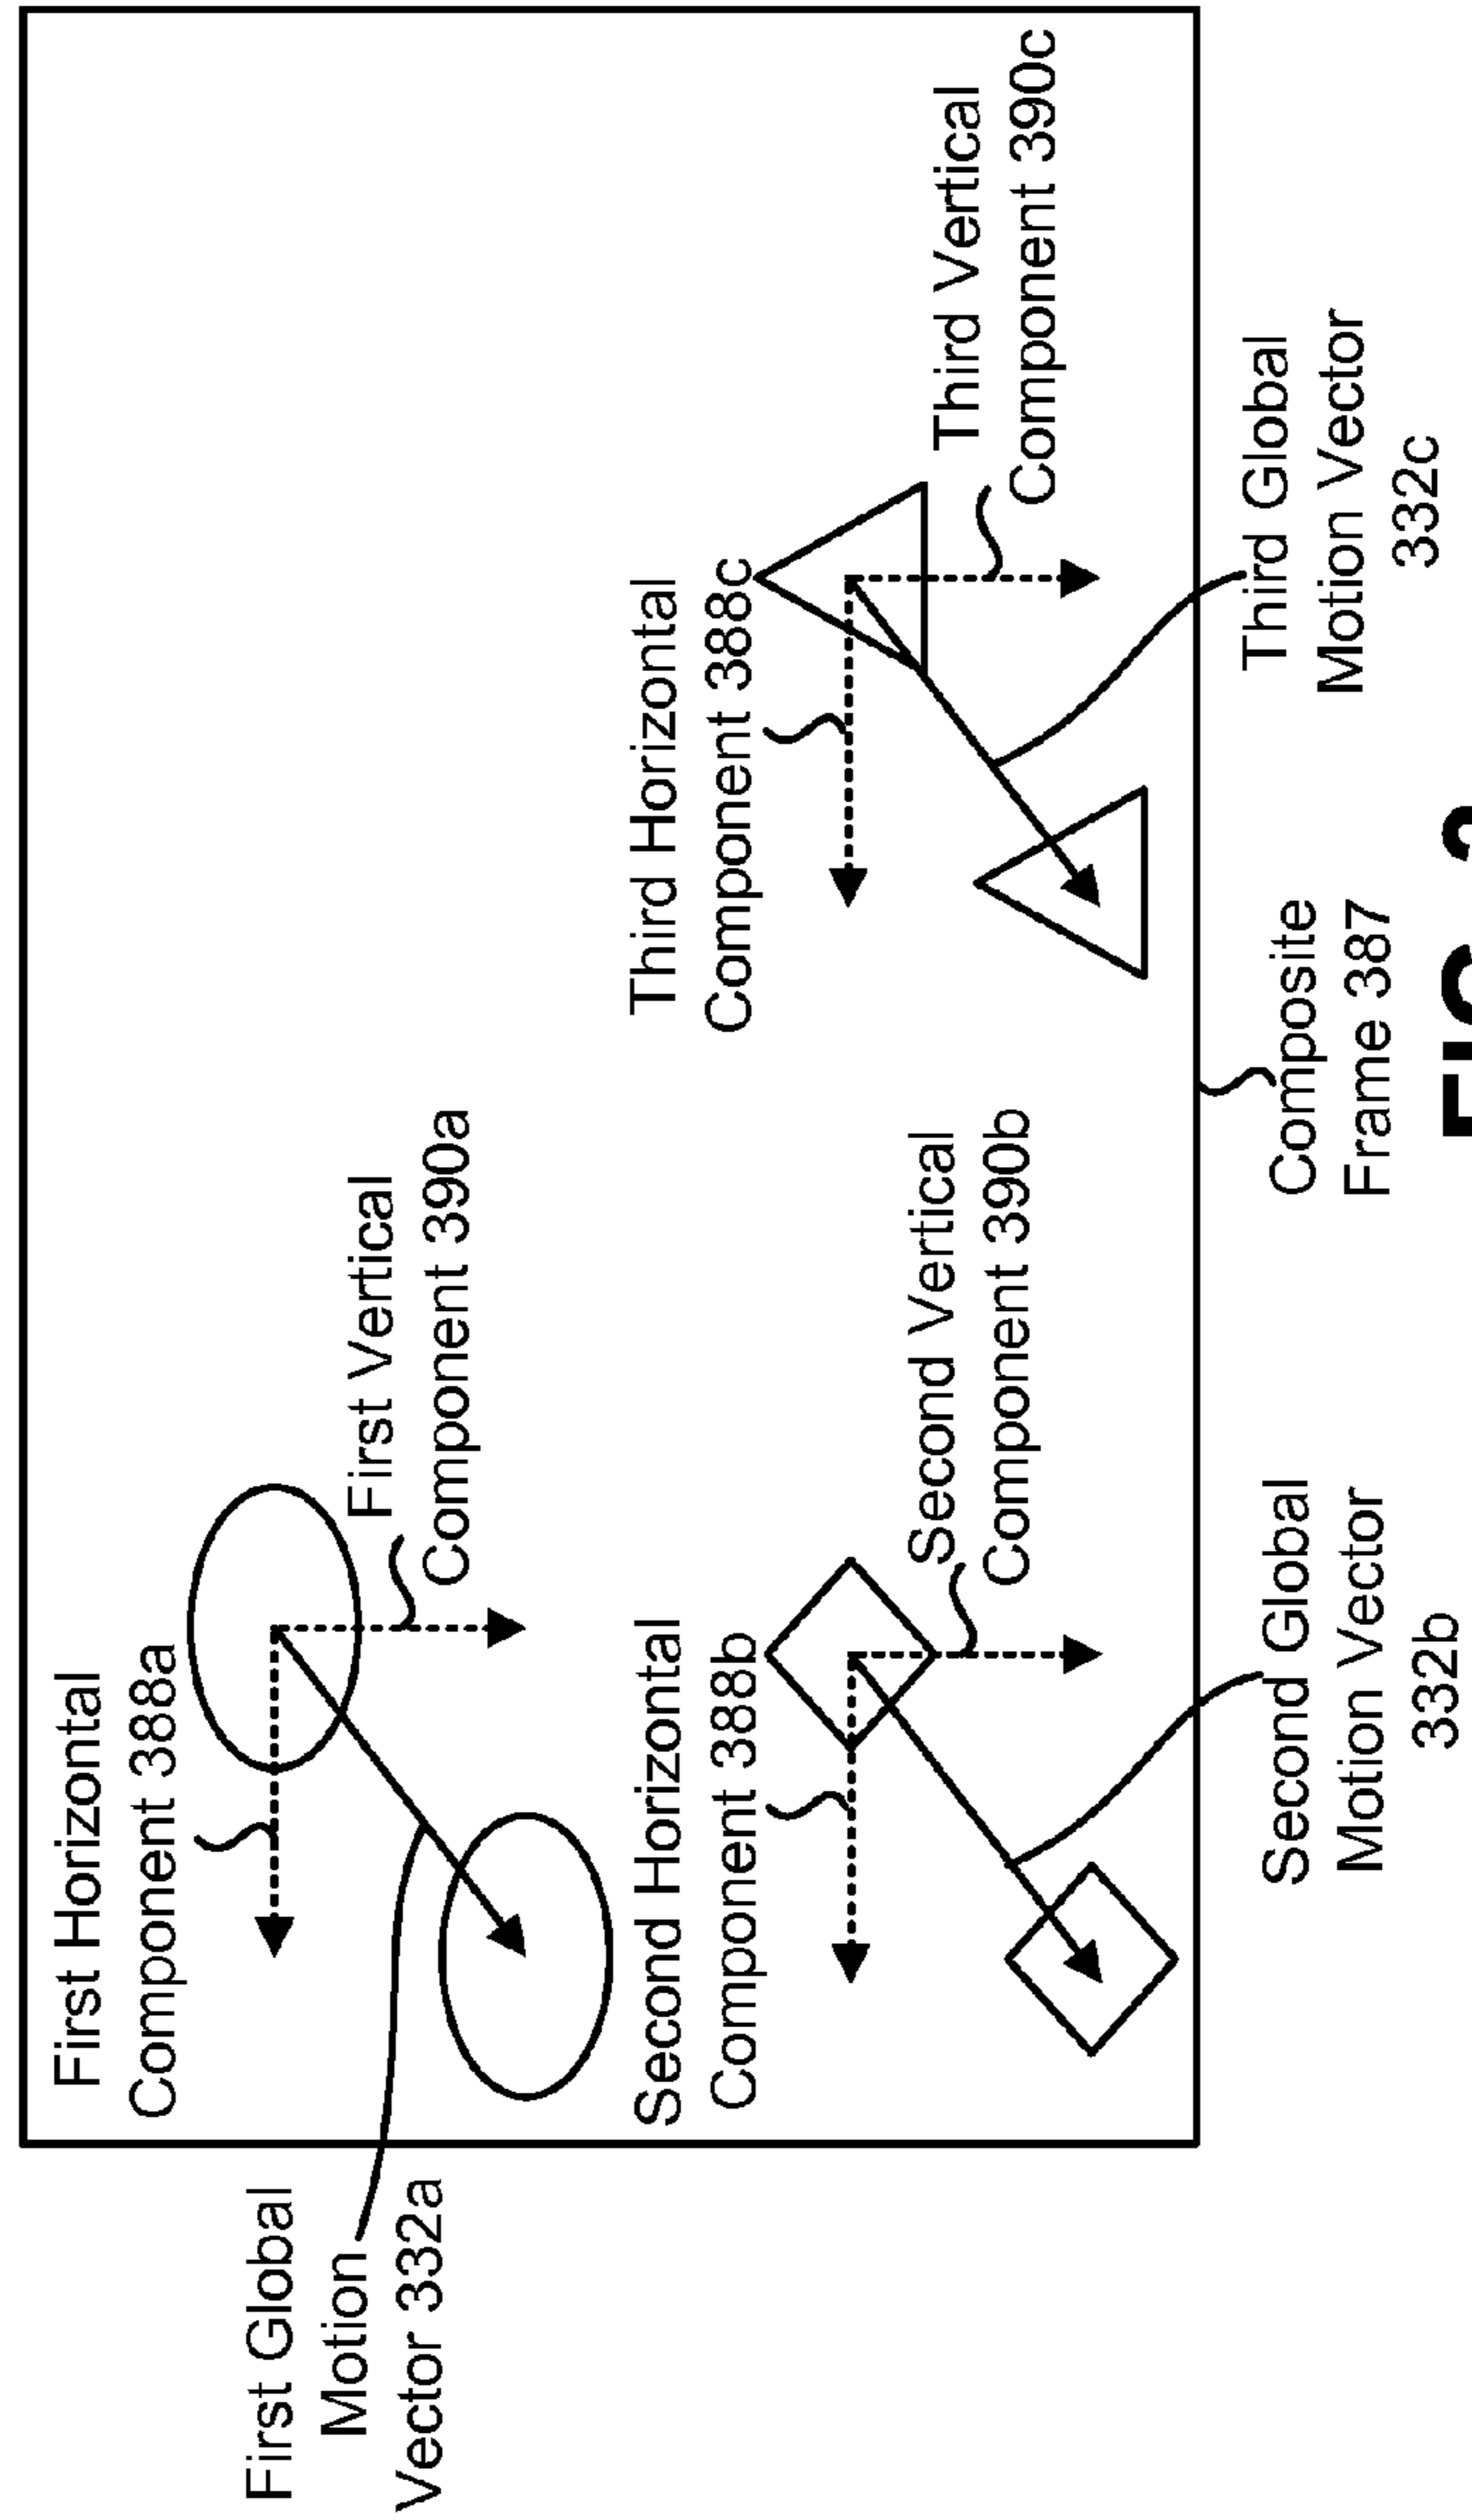 First Horizontal
Component 388a
First Global
Motion
Vector 332a
First Vertical
Component 390a
Second Horizontal
Component 388b
Second Vertical
Component 390b
Third Horizontal
Component 388c
Third Vertical
Component 390c
Second Global
Motion Vector
332b
Composite
Frame 387
Third Global
Motion Vector
332c